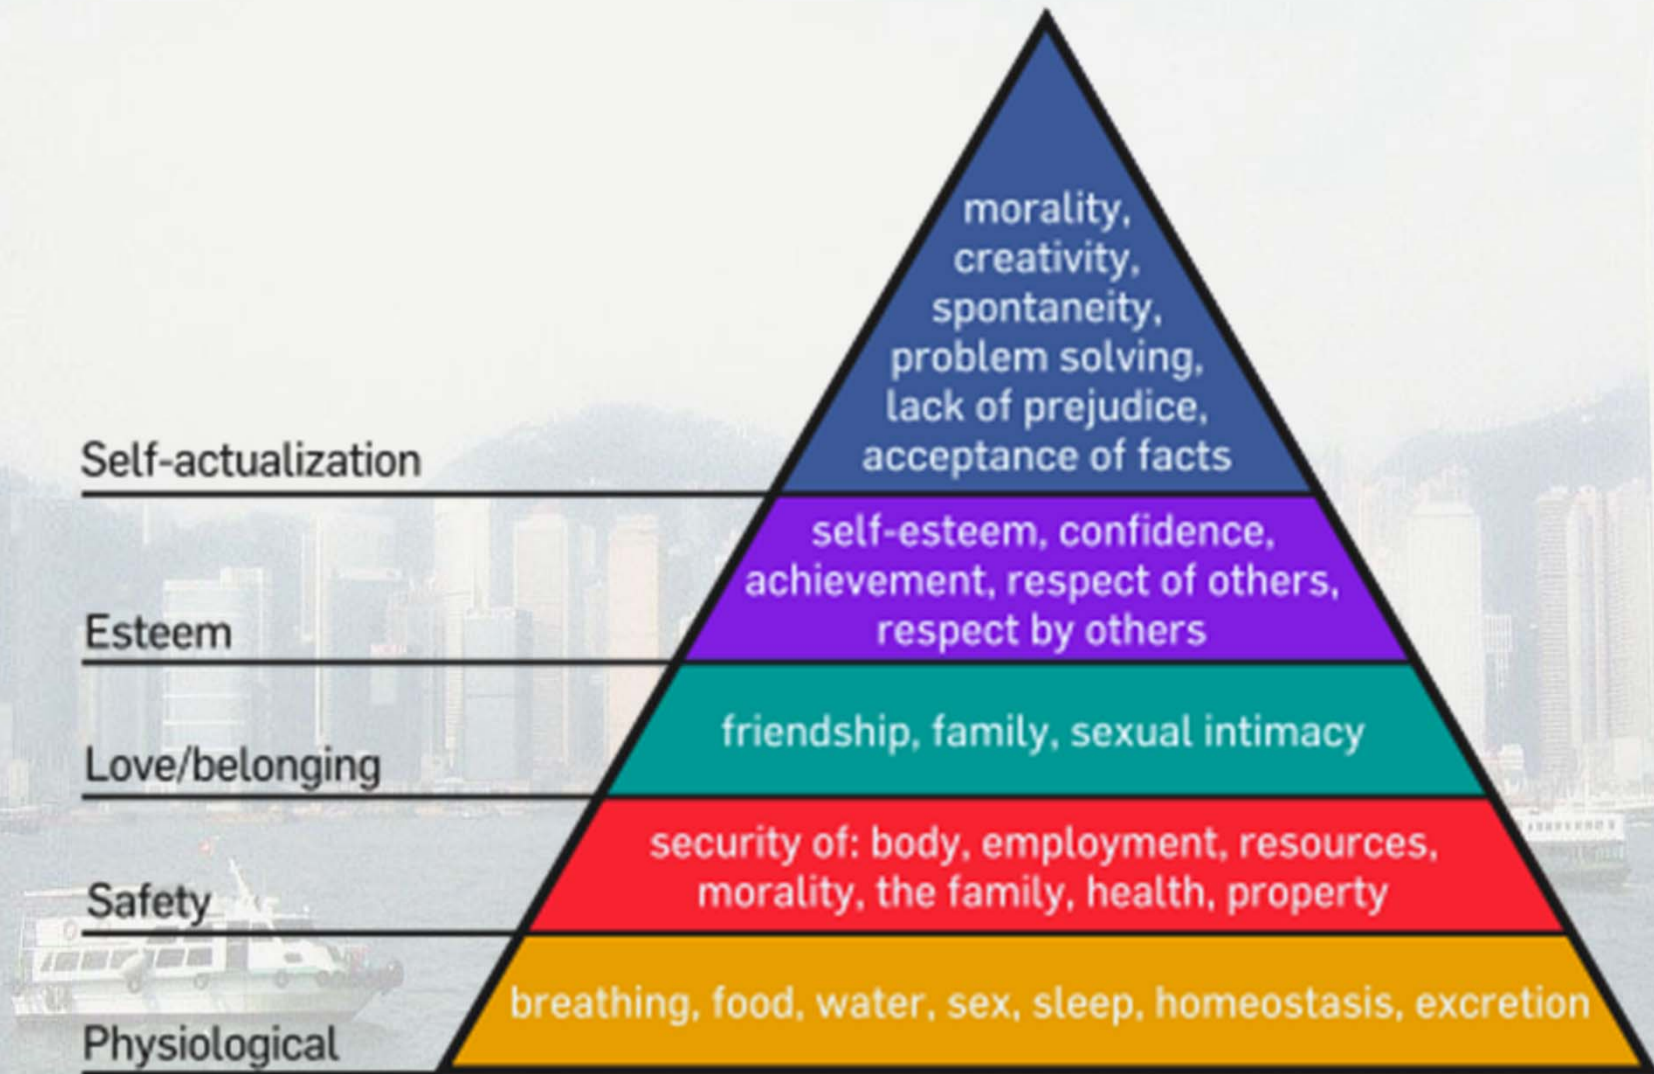 morality,
creativity,
spontaneity,
problem solving,
lack of prejudice,
acceptance of facts
Self-actualization
self-esteem, confidence,
achievement, respect of others,
respect by others
Esteem
friendship, family, sexual intimacy
Love/belonging
security of: body, employment, resources,
morality, the family, health, property
Safety
breathing, food, water, sex, sleep, homeostasis, excretion
Physiological